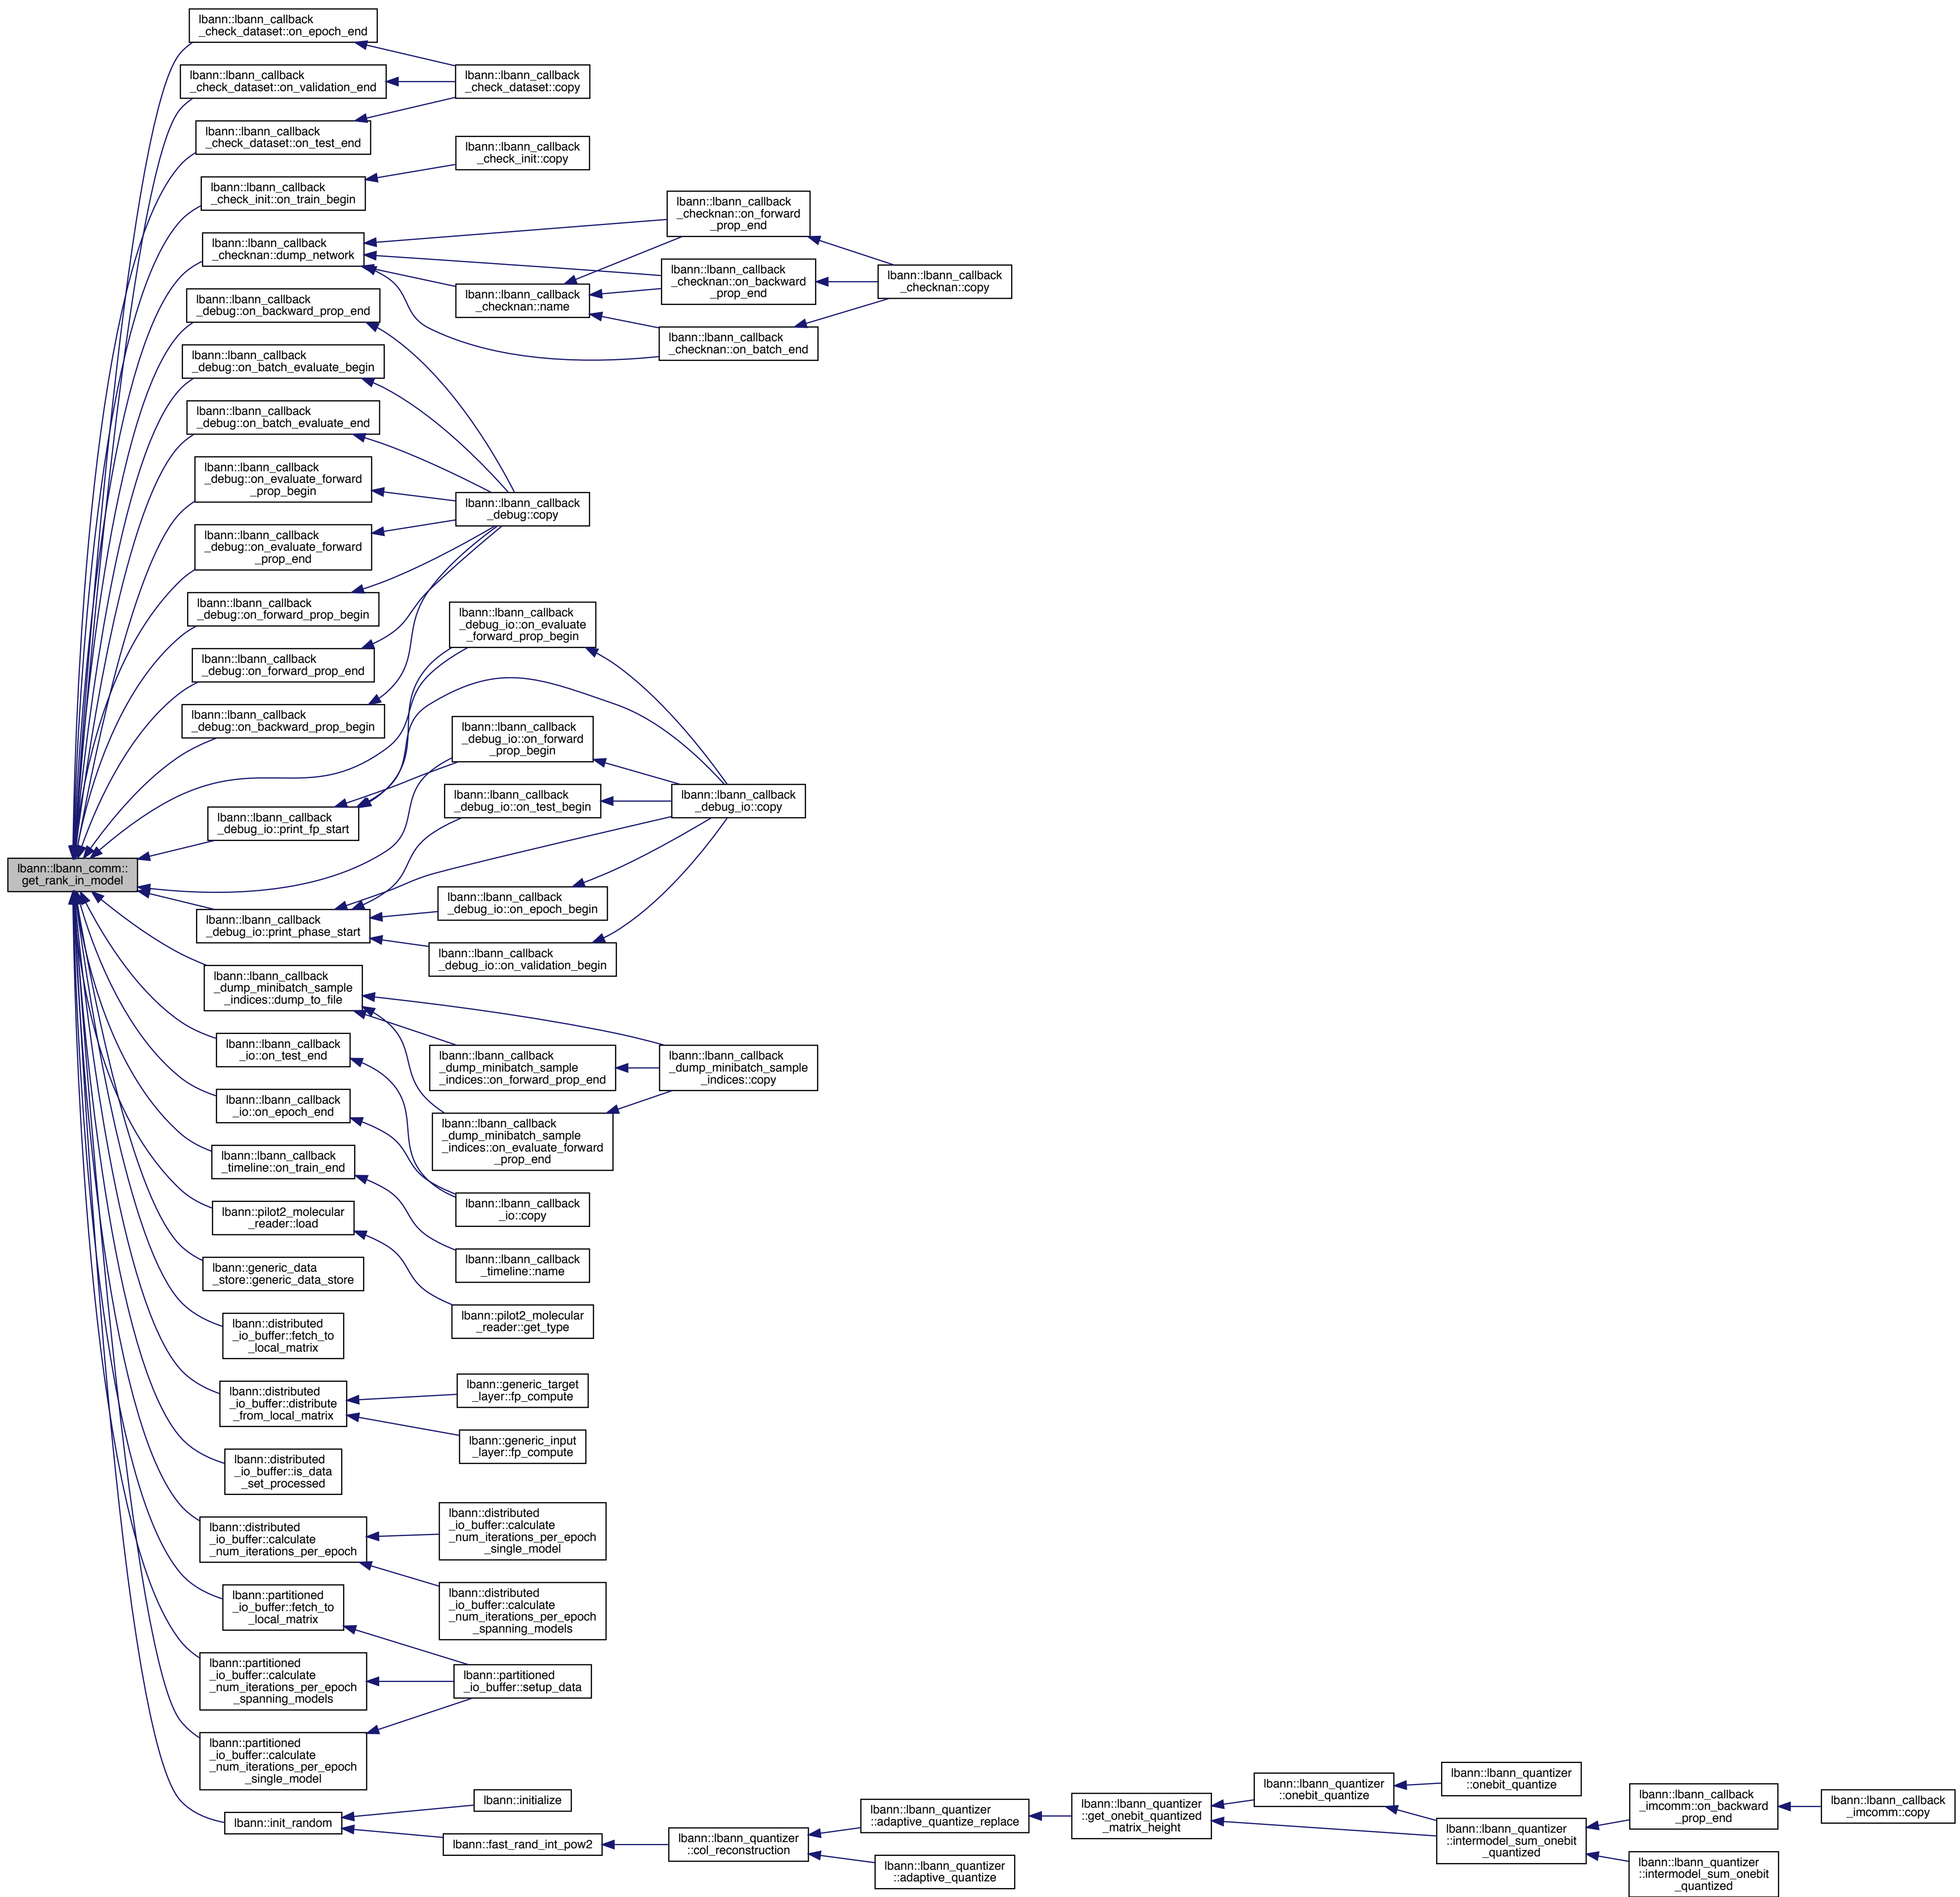 lbann::lbann_callback
_check_dataset::on_epoch_end
lbann::lbann_callback
_check_dataset::on_validation_end
lbann::lbann_callback
_check_dataset::copy
lbann::lbann_callback
_check_dataset::on_test_end
lbann::lbann_callback
_check_init::copy
lbann::lbann_callback
_check_init::on_train_begin
lbann::lbann_callback
_checknan::on_forward
_prop_end
lbann::lbann_callback
_checknan::dump_network
lbann::lbann_callback
_checknan::on_backward
_prop_end
lbann::lbann_callback
_checknan::copy
lbann::lbann_callback
_checknan::name
lbann::lbann_callback
_debug::on_backward_prop_end
lbann::lbann_callback
_checknan::on_batch_end
lbann::lbann_callback
_debug::on_batch_evaluate_begin
lbann::lbann_callback
_debug::on_batch_evaluate_end
lbann::lbann_callback
_debug::on_evaluate_forward
_prop_begin
lbann::lbann_callback
_debug::copy
lbann::lbann_callback
_debug::on_evaluate_forward
_prop_end
lbann::lbann_callback
_debug::on_forward_prop_begin
lbann::lbann_callback
_debug_io::on_evaluate
_forward_prop_begin
lbann::lbann_callback
_debug::on_forward_prop_end
lbann::lbann_callback
_debug::on_backward_prop_begin
lbann::lbann_callback
_debug_io::on_forward
_prop_begin
lbann::lbann_callback
_debug_io::on_test_begin
lbann::lbann_callback
_debug_io::copy
lbann::lbann_callback
_debug_io::print_fp_start
lbann::lbann_comm::
get_rank_in_model
lbann::lbann_callback
_debug_io::on_epoch_begin
lbann::lbann_callback
_debug_io::print_phase_start
lbann::lbann_callback
_debug_io::on_validation_begin
lbann::lbann_callback
_dump_minibatch_sample
_indices::dump_to_file
lbann::lbann_callback
_io::on_test_end
lbann::lbann_callback
_dump_minibatch_sample
_indices::on_forward_prop_end
lbann::lbann_callback
_dump_minibatch_sample
_indices::copy
lbann::lbann_callback
_io::on_epoch_end
lbann::lbann_callback
_dump_minibatch_sample
_indices::on_evaluate_forward
_prop_end
lbann::lbann_callback
_timeline::on_train_end
lbann::lbann_callback
_io::copy
lbann::pilot2_molecular
_reader::load
lbann::lbann_callback
_timeline::name
lbann::generic_data
_store::generic_data_store
lbann::pilot2_molecular
_reader::get_type
lbann::distributed
_io_buffer::fetch_to
_local_matrix
lbann::generic_target
_layer::fp_compute
lbann::distributed
_io_buffer::distribute
_from_local_matrix
lbann::generic_input
_layer::fp_compute
lbann::distributed
_io_buffer::is_data
_set_processed
lbann::distributed
_io_buffer::calculate
_num_iterations_per_epoch
_single_model
lbann::distributed
_io_buffer::calculate
_num_iterations_per_epoch
lbann::distributed
_io_buffer::calculate
_num_iterations_per_epoch
_spanning_models
lbann::partitioned
_io_buffer::fetch_to
_local_matrix
lbann::partitioned
_io_buffer::calculate
_num_iterations_per_epoch
_spanning_models
lbann::partitioned
_io_buffer::setup_data
lbann::partitioned
_io_buffer::calculate
_num_iterations_per_epoch
_single_model
lbann::init_random
lbann::initialize
lbann::fast_rand_int_pow2
lbann::lbann_quantizer
::col_reconstruction
lbann::lbann_quantizer
::adaptive_quantize_replace
lbann::lbann_quantizer
::adaptive_quantize
lbann::lbann_quantizer
::get_onebit_quantized
_matrix_height
lbann::lbann_quantizer
::onebit_quantize
lbann::lbann_quantizer
::onebit_quantize
lbann::lbann_quantizer
::intermodel_sum_onebit
_quantized
lbann::lbann_callback
_imcomm::on_backward
_prop_end
lbann::lbann_callback
_imcomm::copy
lbann::lbann_quantizer
::intermodel_sum_onebit
_quantized